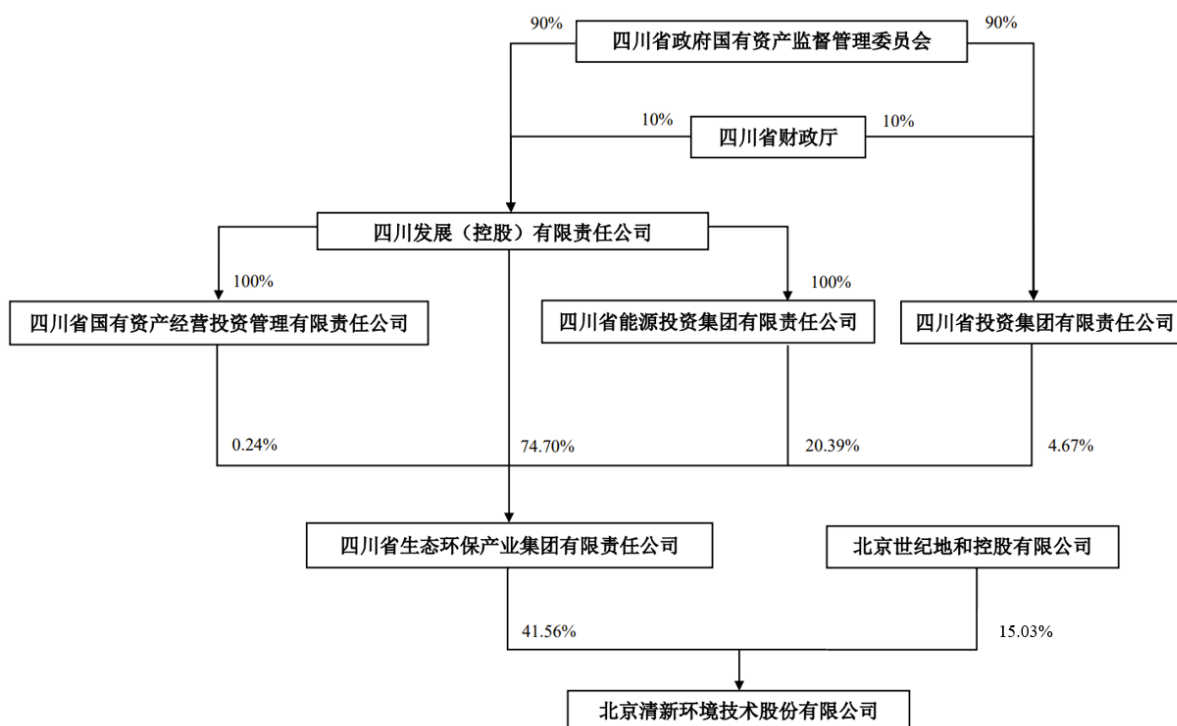 90%
四川省政府国有资产监督管理委员会
90%
10%
四川省财政厅
10%
四川发展（控股）有限责任公司
100%
100%
四川省国有资产经营投资管理有限责任公司
四川省能源投资集团有限责任公司
四川省投资集团有限责任公司
0.24%
74.70%
20.39%
4.67%
四川省生态环保产业集团有限责任公司
北京世纪地和控股有限公司
41.56%
15.03%
北京清新环境技术股份有限公司